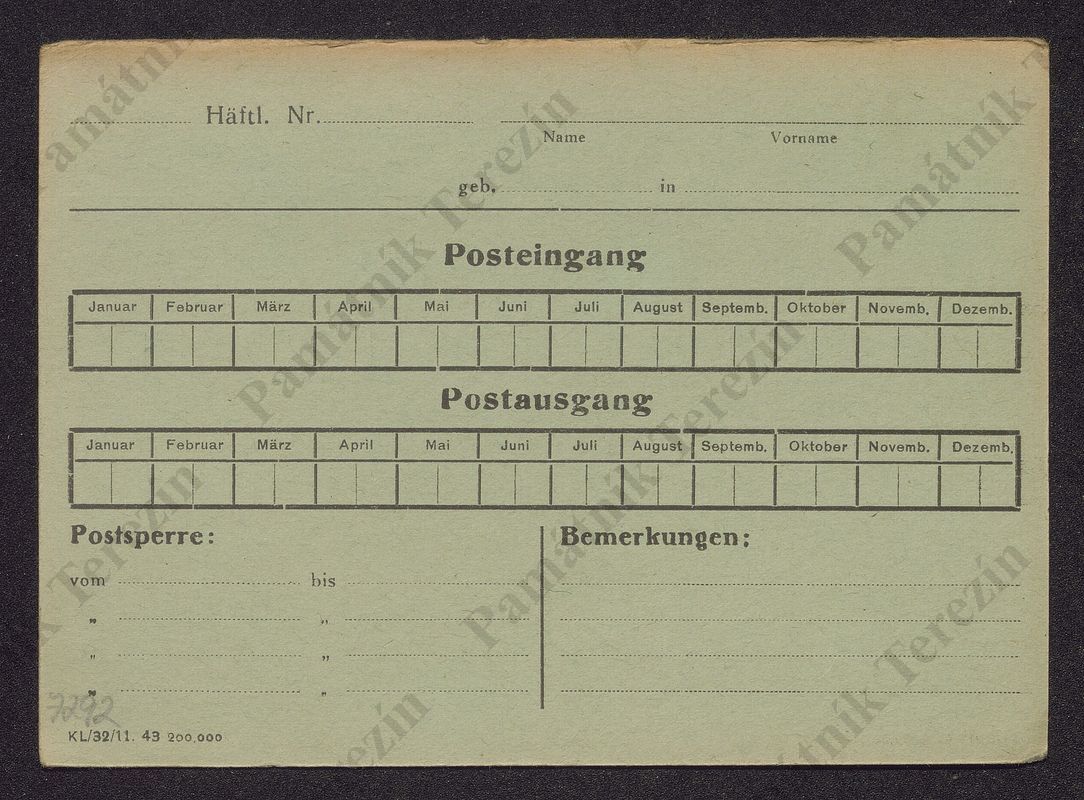 Häftl. Nr.
Name Vorname
geb. in
Posteingang
Januar Februar März April Mai Juni Juli August Septemb. Oktober Novemb. Dezemb.
Postausgang
Januar Februar März April Mai Juni Juli August Septemb. Oktober Novemb. Dezemb.
Postsperre: Bemerkungen:
vom bis
„ „
„ „
„ „
7292
KL/32/11. 43 200,000
Památník Terezín